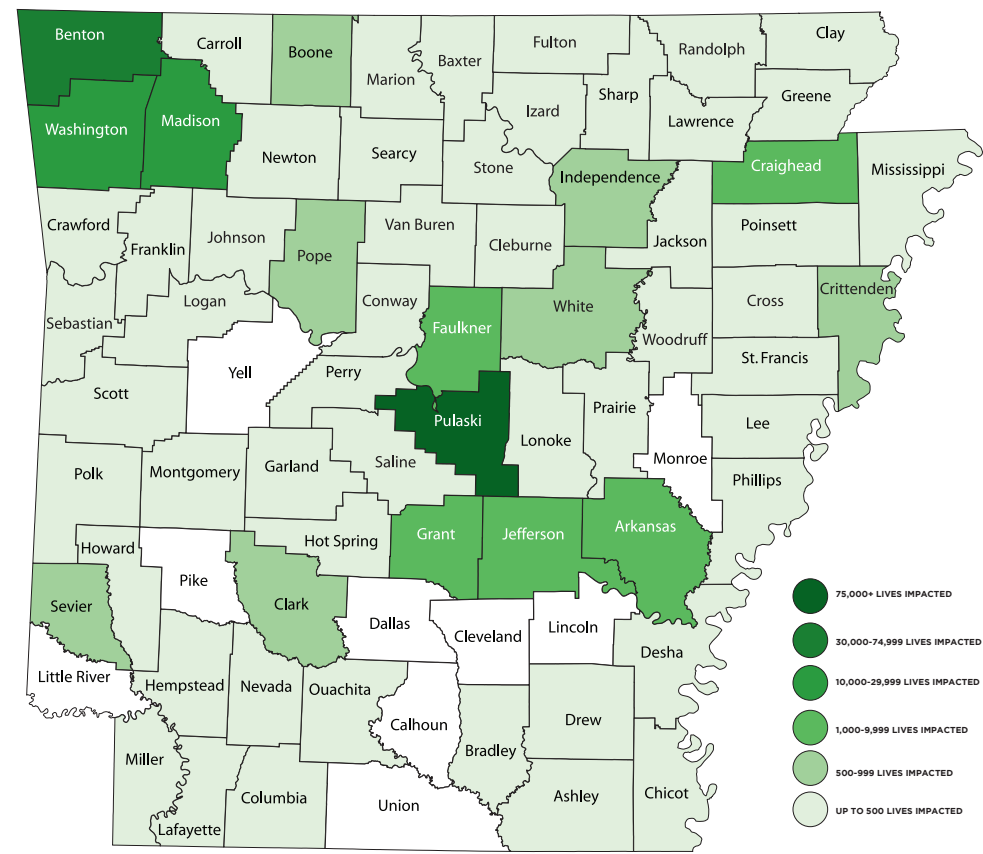 Benton
Carroll
Boone
Marion
Baxter
Fulton
Randolph
Clay
Sharp
Izard
Greene
Lawrence
Washington
Madison
Newton
Searcy
Stone
Independence
Craighead
Mississippi
Crawford
Franklin
Johnson
Pope
Van Buren
Cleburne
Jackson
Poinsett
Logan
Conway
White
Cross
Crittenden
Sebastian
Faulkner
Woodruff
St. Francis
Yell
Perry
Scott
Pulaski
Prairie
Lee
Lonoke
Polk
Montgomery
Garland
Saline
Monroe
Phillips
Howard
Hot Spring
Grant
Jefferson
Arkansas
Pike
Sevier
Clark
Dallas
Cleveland
Lincoln
Desha
Little River
Hempstead
Nevada
Ouachita
Calhoun
Drew
Miller
Bradley
Columbia
Union
Ashley
Chicot
Lafayette
75,000+ LIVES IMPACTED
30,000-74,999 LIVES IMPACTED
10,000-29,999 LIVES IMPACTED
1,000-9,999 LIVES IMPACTED
500-999 LIVES IMPACTED
UP TO 500 LIVES IMPACTED